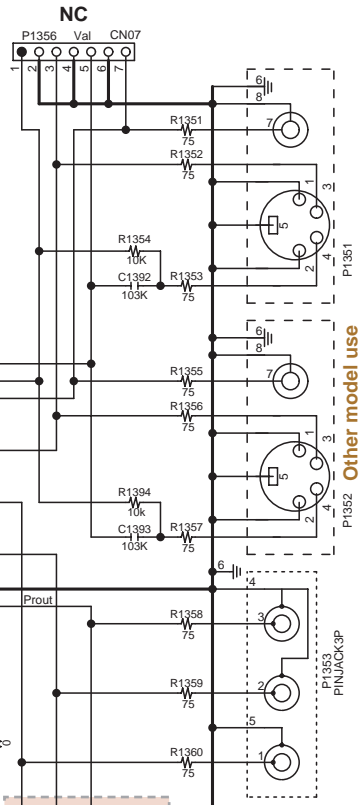 NC
P1356 Val CN07
1 2 3 4 5 6 7
6
8
R1351
75
7
R1352
75
1
3
5
R1354
10K
2
4
P1351
C1392
103K
R1353
75
6
8
R1355
75
7
R1356
75
1
3
Other model use
5
R1394
10k
2
4
P1352
C1393
103K
R1357
75
6
4
Prout
R1358
75
3
P1353
PINJACK3P
R1359
75
2
5
R1360
75
1
0